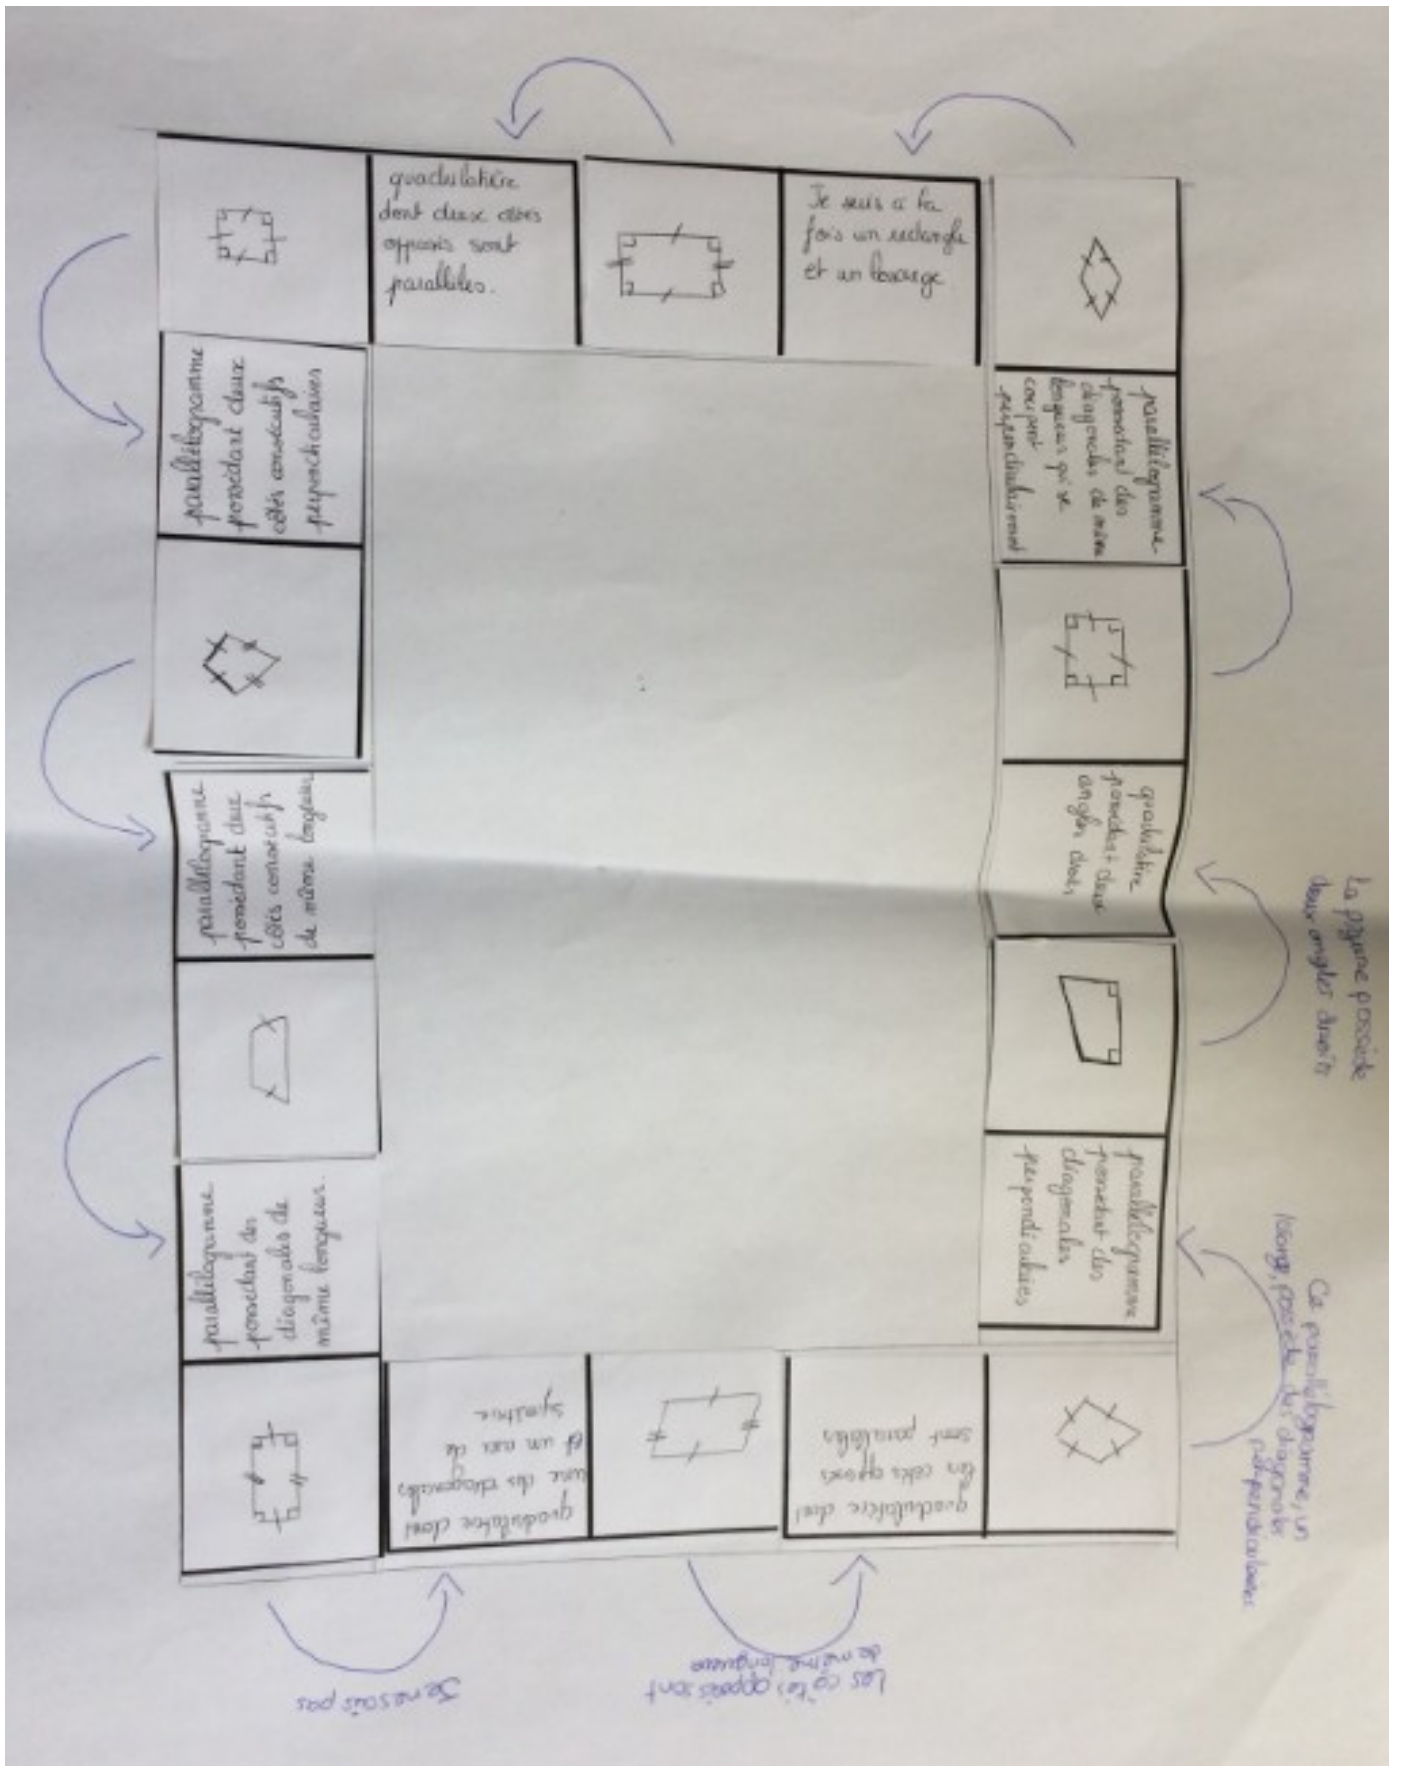 quadrilatère
dont deux côtés
opposés sont
parallèles.
Je suis à la
fois un rectangle
et un losange
parallélogramme
possédant des
diagonales de même
longueurs qui se
coupent
perpendiculairement
quadrilatère
possédant deux
angles droits
La figure possède
deux angles droits
parallélogramme
possédant des
diagonales
perpendiculaires
Ce parallélogramme, un
losange, possède des diagonales
perpendiculaires
quadrilatère dont
les côtés opposés
sont parallèles
Les côtés opposés sont
de même longueur
quadrilatère dont
une des diagonales
est un axe de
symétrie
Je ne sais pas
parallélogramme
possédant des
diagonales de
même longueur.
parallélogramme
possédant deux
côtés consécutifs
de même longueur
parallélogramme
possédant deux
côtés consécutifs
perpendiculaires